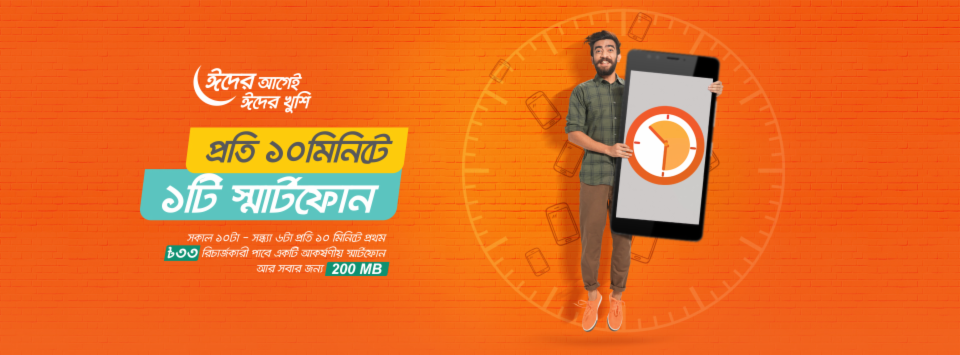 ঈদের আগেই
ঈদের খুশি
প্রতি ১০মিনিটে
১টি স্মার্টফোন
সকাল ১০টা - সন্ধ্যা ৬টা প্রতি ১০ মিনিটে প্রথম
৳৩৩ রিচার্জকারী পাবে একটি আকর্ষণীয় স্মার্টফোন
আর সবার জন্য 200 MB